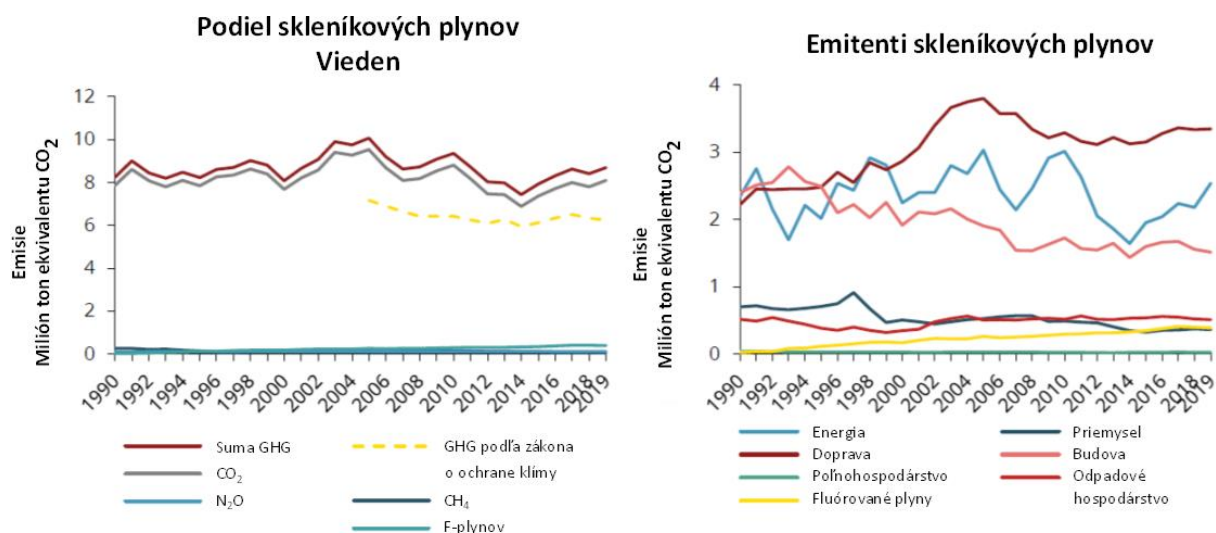 Podiel skleníkových plynov
Vieden
Emisie
Milión ton ekvivalentu CO2
12
10
8
6
4
2
0
1990
1992
1994
1996
1998
2000
2002
2004
2006
2008
2010
2012
2014
2016
2018
2019
Suma GHG
CO2
N2O
GHG podľa zákona
o ochrane klímy
CH4
F-plynov
Emitenti skleníkových plynov
Emisie
Milión ton ekvivalentu CO2
4
3
2
1
0
1990
1992
1994
1996
1998
2000
2002
2004
2006
2008
2010
2012
2014
2016
2018
2019
Energia
Doprava
Poľnohospodárstvo
Fluórované plyny
Priemysel
Budova
Odpadové
hospodárstvo